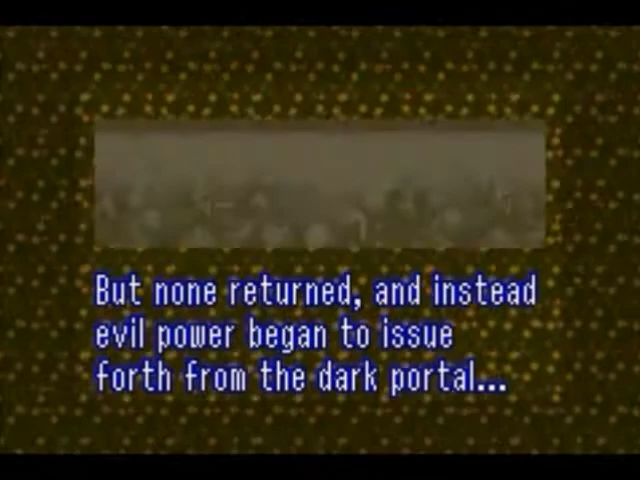 But none returned, and instead
evil power began to issue
forth from the dark portal...